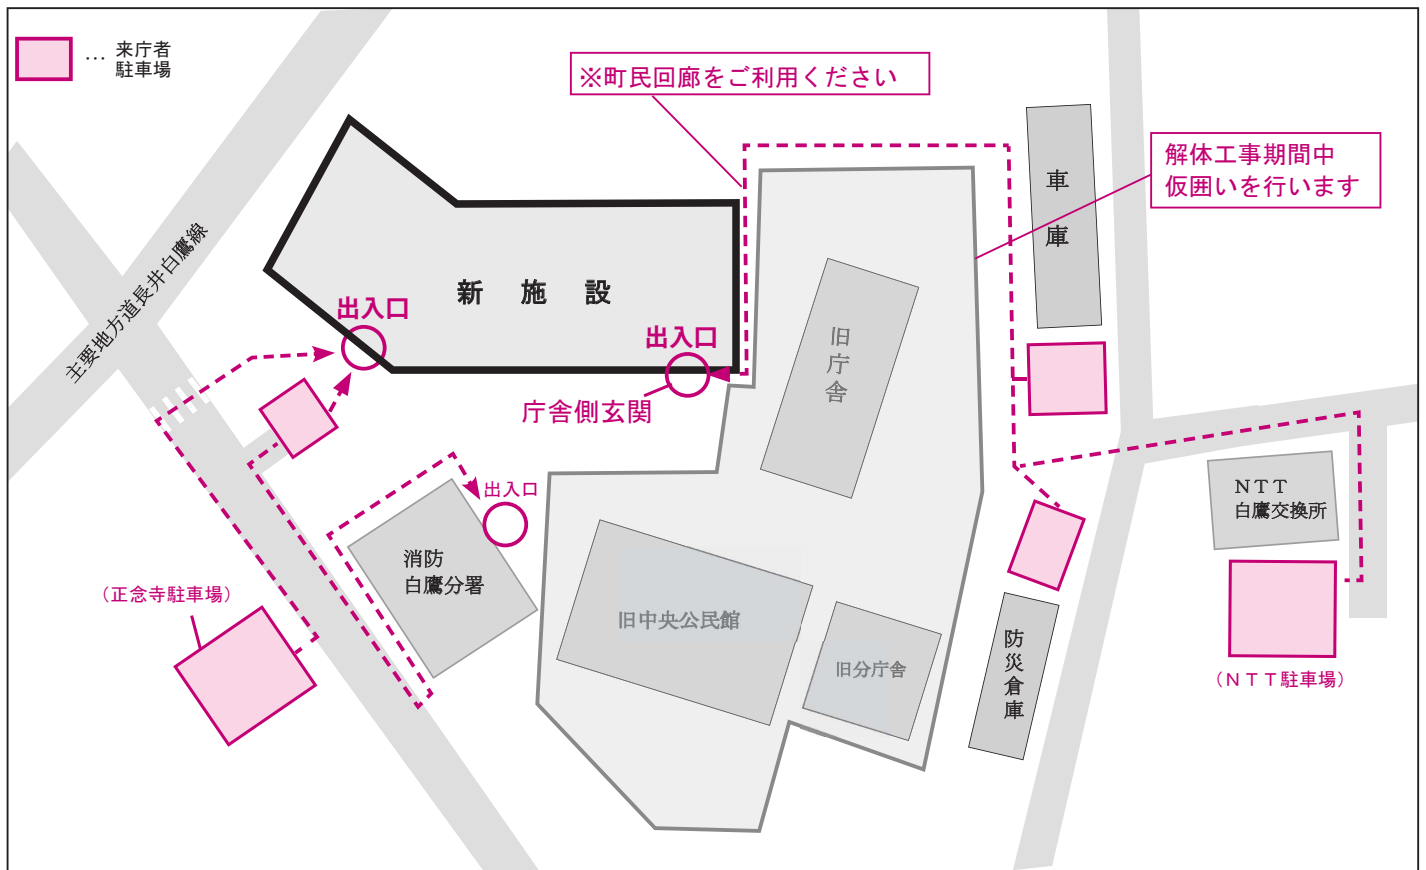 … 来庁者
駐車場
※町民回廊をご利用ください
解体工事期間中
仮囲いを行います
車庫
主要地方道長井白鷹線
新施設
出入口
出入口
庁舎側玄関
旧庁舎
出入口
消防
白鷹分署
NTT
白鷹交換所
(正念寺駐車場)
旧中央公民館
旧分庁舎
防災倉庫
(NTT駐車場)